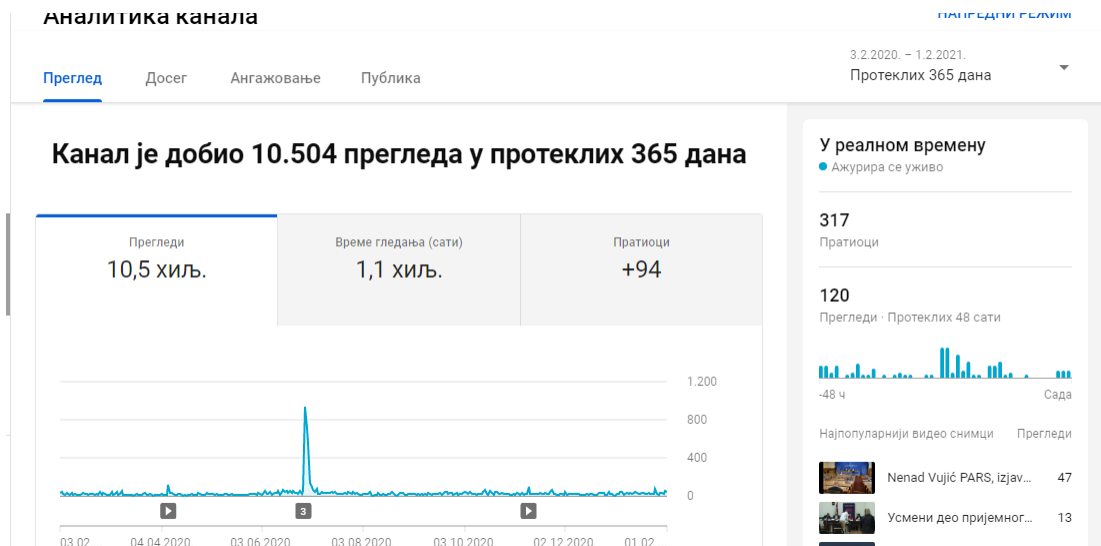 Аналитика канала
НАПРЕДНИ РЕЖИМ
Преглед Досег Ангажовање Публика
3.2.2020. – 1.2.2021.
Протеклих 365 дана
Канал је добио 10.504 прегледа у протеклих 365 дана
Прегледи
10,5 хиљ.
Време гледања (сати)
1,1 хиљ.
Пратиоци
+94
1.200
800
400
0
3
03.02... 04.04.2020 03.06.2020 03.08.2020 03.10.2020 02.12.2020 01.02...
У реалном времену
Ажурира се уживо
317
Пратиоци
120
Прегледи · Протеклих 48 сати
-48 ч Сада
Најпопуларнији видео снимци Прегледи
Nenad Vujić PARS, izjav... 47
Усмени део пријемног... 13